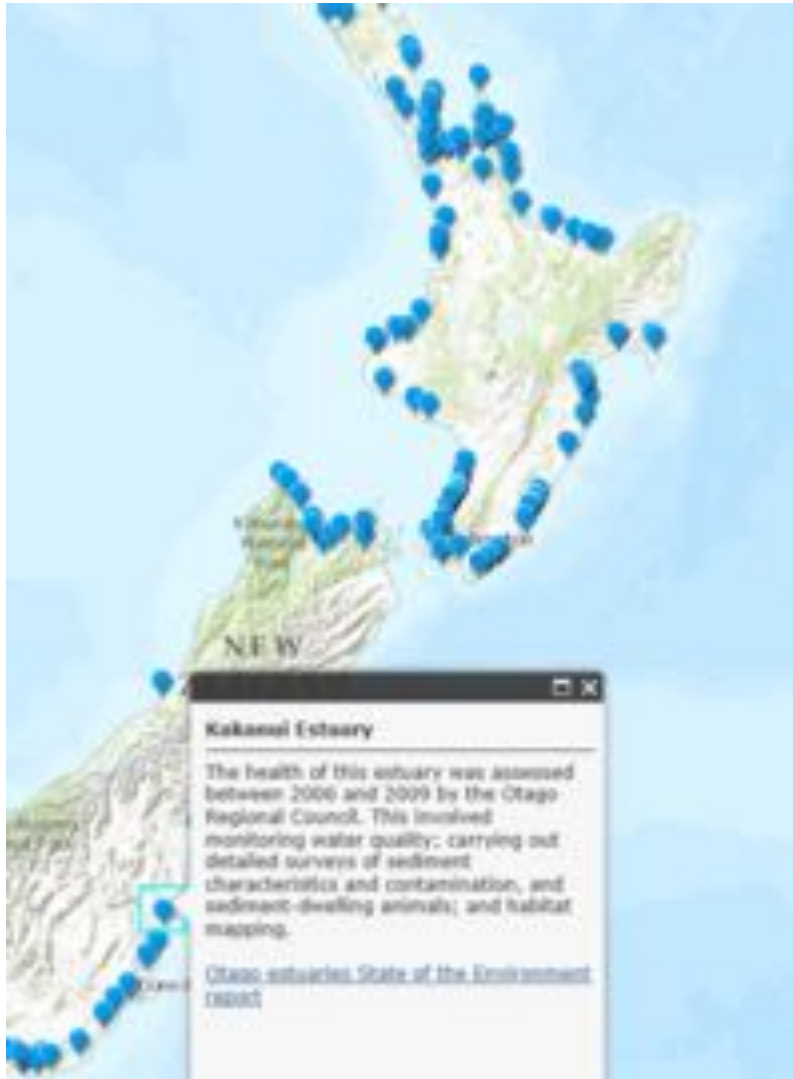 NEW
Kakanui Estuary
The health of this estuary was assessed
between 2006 and 2009 by the Otago
Regional Council. This involved
monitoring water quality; carrying out
detailed surveys of sediment
characteristics and contamination, and
sediment-dwelling animals; and habitat
mapping.
Otago estuaries State of the Environment
report